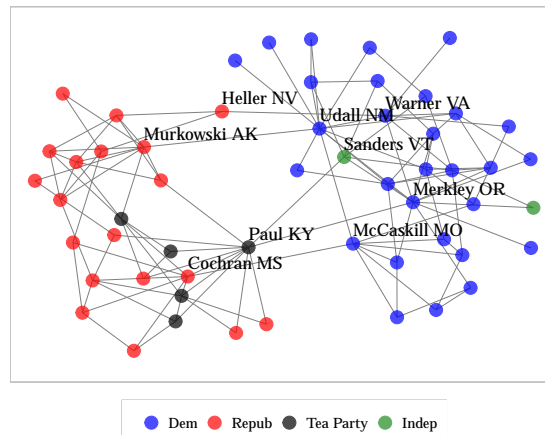 Heller NV
Udall NM
Warner VA
Murkowski AK
Sanders VT
Merkley OR
Paul KY
McCaskill MO
Cochran MS
Dem
Repub
Tea Party
Indep